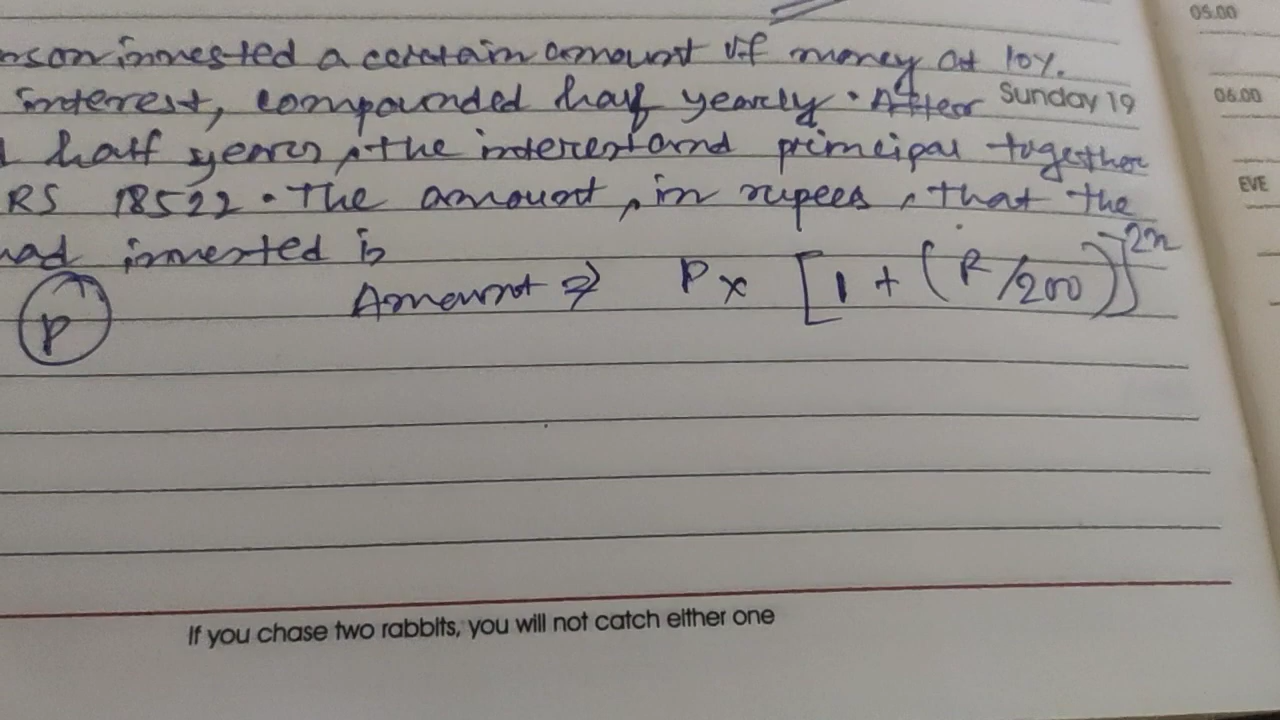 05.00
invested a certain amount of money at 10%.
Sunday 19
interest, compounded half yearly. After
06.00
half years, the interest and principal together
EVE
RS 18522. The amount, in rupees, that the
invested is
P
Amount ⇒ P x [1 + (R/200)]2n
If you chase two rabbits, you will not catch either one